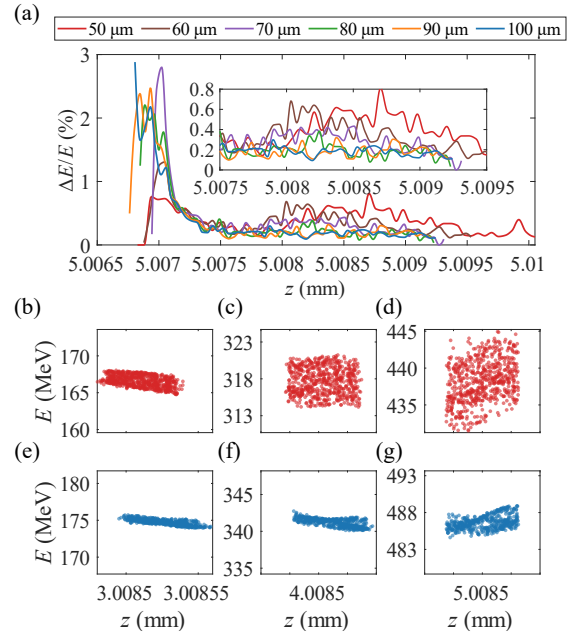 (a)
50 μm 60 μm 70 μm 80 μm 90 μm 100 μm
3
2
1
0
ΔE/E (%)
0.8
0.6
0.4
0.2
0
5.0075 5.008 5.0085 5.009 5.0095
5.0065 5.007 5.0075 5.008 5.0085 5.009 5.0095 5.01
z (mm)
(b) (c) (d)
170
165
160
E (MeV)
323
318
313
445
440
435
(e) (f) (g)
180
175
170
E (MeV)
342
338
334
493
488
483
3.0085 3.00855 4.0085 5.0085
z (mm) z (mm) z (mm)